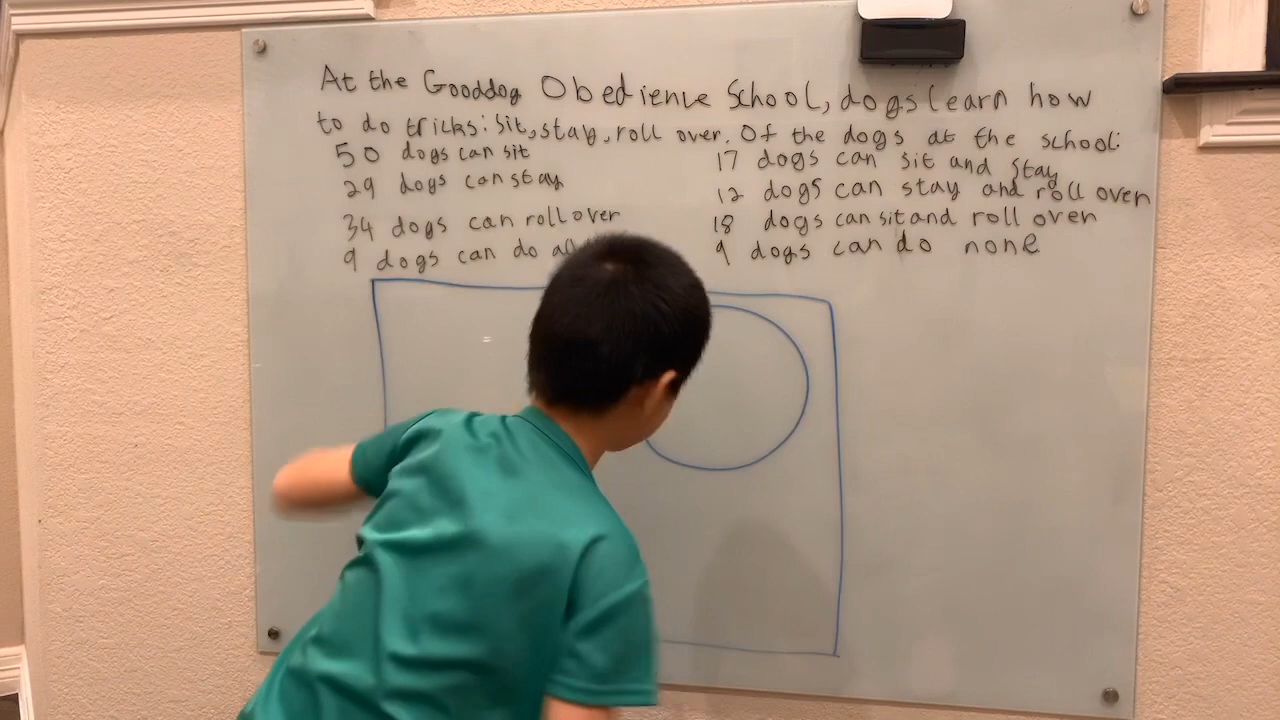 At the Gooddog Obedience School, dogs learn how
to do tricks: sit, stay, roll over. Of the dogs at the school:
50 dogs can sit
29 dogs can stay
34 dogs can roll over
9 dogs can do
17 dogs can sit and stay
12 dogs can stay and roll over
18 dogs can sit and roll over
9 dogs can do none